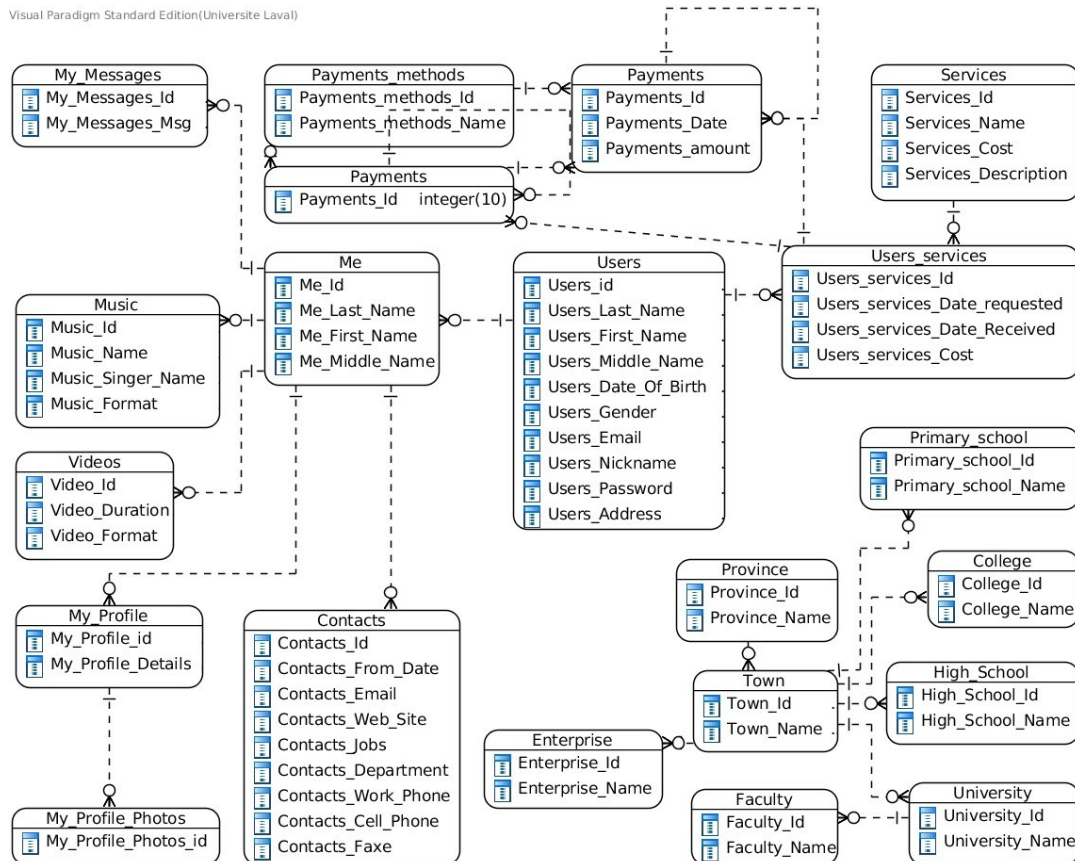 Visual Paradigm Standard Edition(Universite Laval)
My_Messages
My_Messages_Id
My_Messages_Msg
Payments_methods
Payments_methods_Id
Payments_methods_Name
Payments
Payments_Id
Payments_Date
Payments_amount
Services
Services_Id
Services_Name
Services_Cost
Services_Description
Payments
Payments_Id integer(10)
Me
Me_Id
Me_Last_Name
Me_First_Name
Me_Middle_Name
Users
Users_id
Users_Last_Name
Users_First_Name
Users_Middle_Name
Users_Date_Of_Birth
Users_Gender
Users_Email
Users_Nickname
Users_Password
Users_Address
Users_services
Users_services_Id
Users_services_Date_requested
Users_services_Date_Received
Users_services_Cost
Music
Music_Id
Music_Name
Music_Singer_Name
Music_Format
Videos
Video_Id
Video_Duration
Video_Format
Primary_school
Primary_school_Id
Primary_school_Name
College
College_Id
College_Name
Province
Province_Id
Province_Name
My_Profile
My_Profile_id
My_Profile_Details
Contacts
Contacts_Id
Contacts_From_Date
Contacts_Email
Contacts_Web_Site
Contacts_Jobs
Contacts_Department
Contacts_Work_Phone
Contacts_Cell_Phone
Contacts_Faxe
Town
Town_Id
Town_Name
High_School
High_School_Id
High_School_Name
Enterprise
Enterprise_Id
Enterprise_Name
Faculty
Faculty_Id
Faculty_Name
University
University_Id
University_Name
My_Profile_Photos
My_Profile_Photos_id